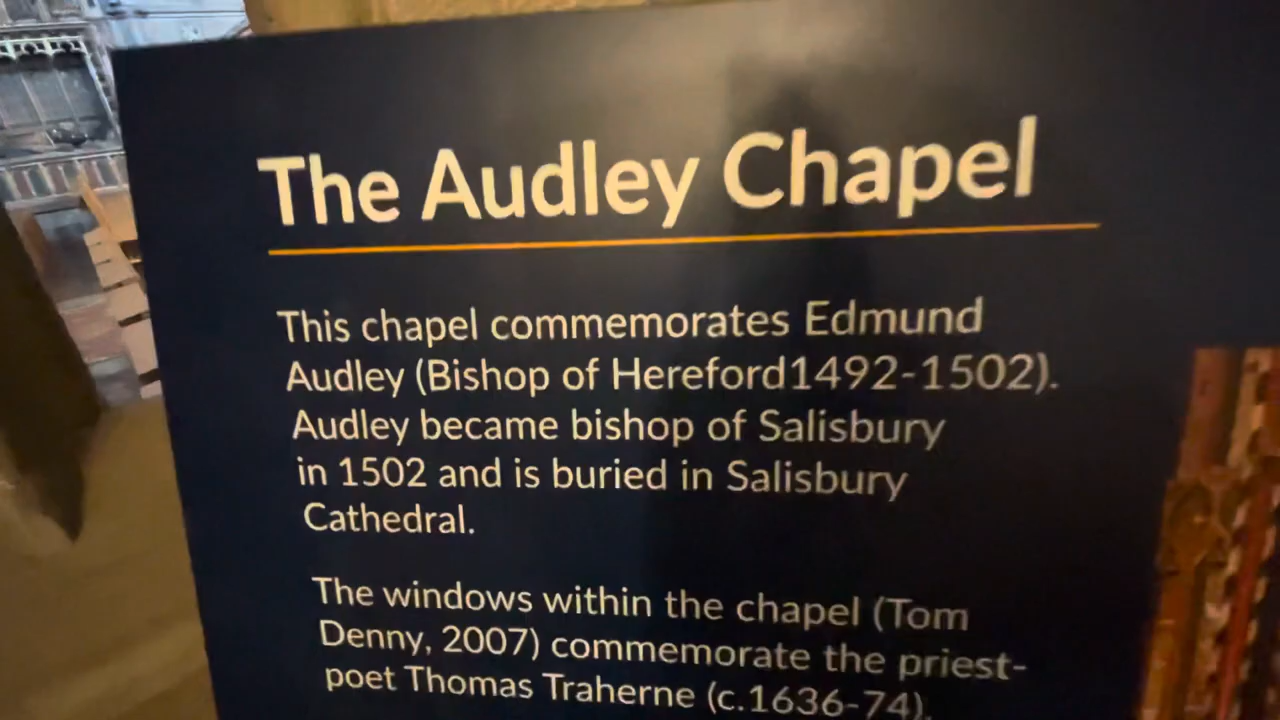 The Audley Chapel
This chapel commemorates Edmund
Audley (Bishop of Hereford1492-1502).
Audley became bishop of Salisbury
in 1502 and is buried in Salisbury
Cathedral.
The windows within the chapel (Tom
Denny, 2007) commemorate the priest-
poet Thomas Traherne (c.1636-74).